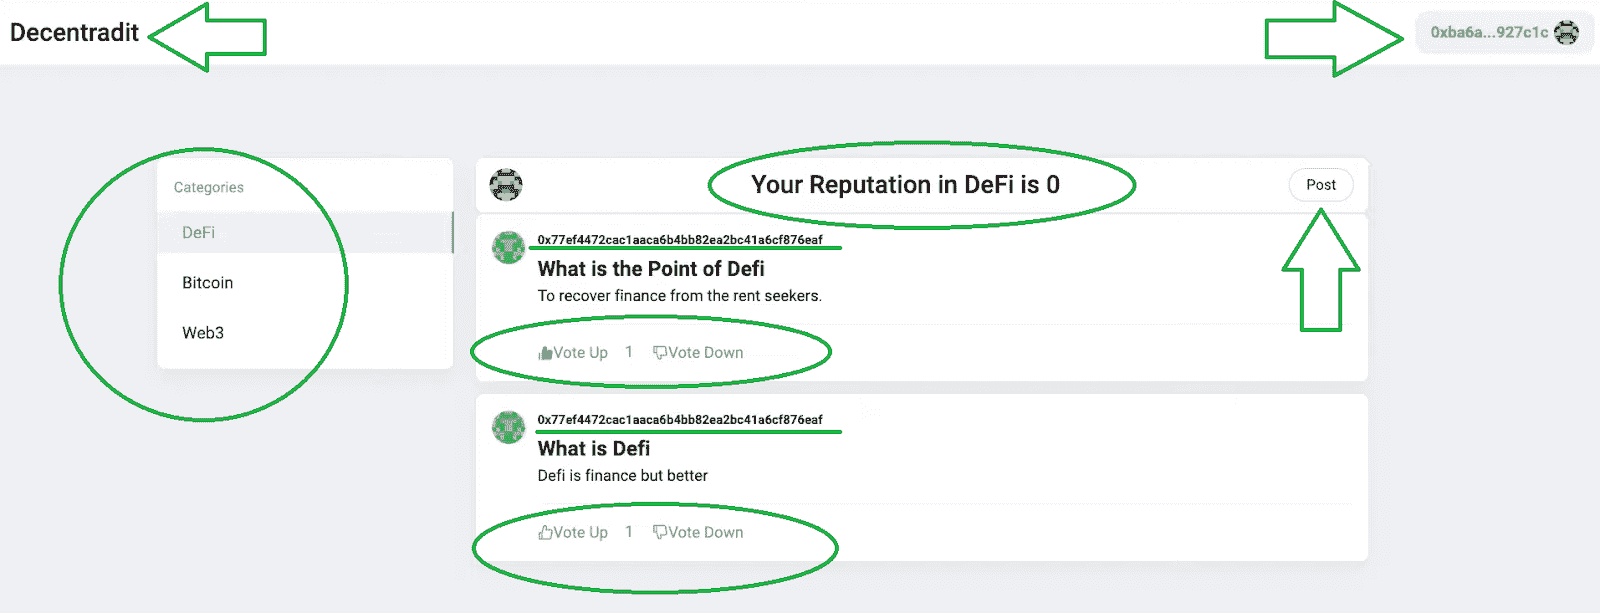 Decentradit
0xba6a...927c1c
Categories
DeFi
Bitcoin
Web3
Your Reputation in DeFi is 0
Post
0x77ef4472cac1aaca6b4bb82ea2bc41a6cf876eaf
What is the Point of Defi
To recover finance from the rent seekers.
Vote Up 1 Vote Down
0x77ef4472cac1aaca6b4bb82ea2bc41a6cf876eaf
What is Defi
Defi is finance but better
Vote Up 1 Vote Down